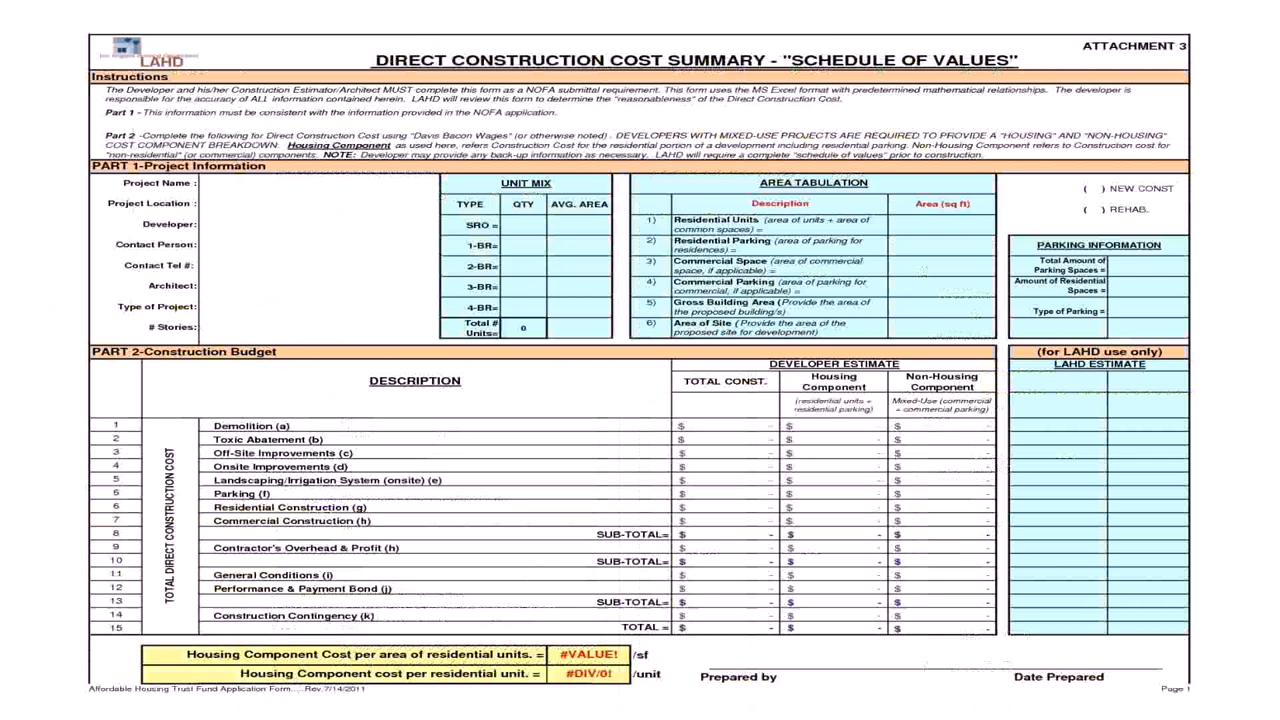 ATTACHMENT 3
LAHD
DIRECT CONSTRUCTION COST SUMMARY - "SCHEDULE OF VALUES"
Instructions
The Developer and his/her Construction Estimator/Architect MUST complete this form as a NOFA submittal requirement. This form uses the MS Excel format with predetermined mathematical relationships. The developer is
responsible for the accuracy of ALL information contained herein. LAHD will review this form to determine the "reasonableness" of the Direct Construction Cost.
Part 1 - This information must be consistent with the information provided in the NOFA application.
Part 2 -Complete the following for Direct Construction Cost using "Davis Bacon Wages" (or otherwise noted) . DEVELOPERS WITH MIXED-USE PROJECTS ARE REQUIRED TO PROVIDE A "HOUSING" AND "NON-HOUSING
COST COMPONENT BREAKDOWN. Housing Component as used here, refers Construction Cost for the residential portion of a development including residential parking. Non-Housing Component refers to Construction cost for
"non-residential" (or commercial) components. NOTE: Developer may provide any back-up information as necessary. LAHD will require a complete "schedule of values" prior to construction.
PART 1-Project Information
Project Name :
Project Location :
Developer:
Contact Person:
Contact Tel #:
Architect:
Type of Project:
# Stories:
UNIT MIX
TYPE QTY AVG. AREA
SRO =
1-BR=
2-BR=
3-BR=
4-BR=
Total #
Units= 0
AREA TABULATION
Description Area (sq ft)
1) Residential Units (area of units + area of
common spaces) =
2) Residential Parking (area of parking for
residences) =
3) Commercial Space (area of commercial
space, if applicable) =
4) Commercial Parking (area of parking for
commercial, if applicable) =
5) Gross Building Area (Provide the area of
the proposed building/s)
6) Area of Site (Provide the area of the
proposed site for development)
( ) NEW CONST
( ) REHAB.
PARKING INFORMATION
Total Amount of
Parking Spaces =
Amount of Residential
Spaces =
Type of Parking =
PART 2-Construction Budget
(for LAHD use only)
DESCRIPTION
DEVELOPER ESTIMATE
LAHD ESTIMATE
TOTAL CONST.
Housing
Component
(residential units +
residential parking)
Non-Housing
Component
Mixed-Use (commercial
+ commercial parking)
TOTAL DIRECT CONSTRUCTION COST
1 Demolition (a) $ - $ - $ -
2 Toxic Abatement (b) $ - $ - $ -
3 Off-Site Improvements (c) $ - $ - $ -
4 Onsite Improvements (d) $ - $ - $ -
5 Landscaping/Irrigation System (onsite) (e) $ - $ - $ -
5 Parking (f) $ - $ - $ -
6 Residential Construction (g) $ - $ - $ -
7 Commercial Construction (h) $ - $ - $ -
8 SUB-TOTAL= $ - $ - $ -
9 Contractor's Overhead & Profit (h) $ - $ - $ -
10 SUB-TOTAL= $ - $ - $ -
11 General Conditions (i) $ - $ - $ -
12 Performance & Payment Bond (j) $ - $ - $ -
13 SUB-TOTAL= $ - $ - $ -
14 Construction Contingency (k) $ - $ - $ -
15 TOTAL = $ - $ - $ -
Housing Component Cost per area of residential units. = #VALUE! /sf
Housing Component cost per residential unit. = #DIV/0! /unit
Prepared by
Date Prepared
Affordable Housing Trust Fund Application Form.....Rev.7/14/2011
Page 1